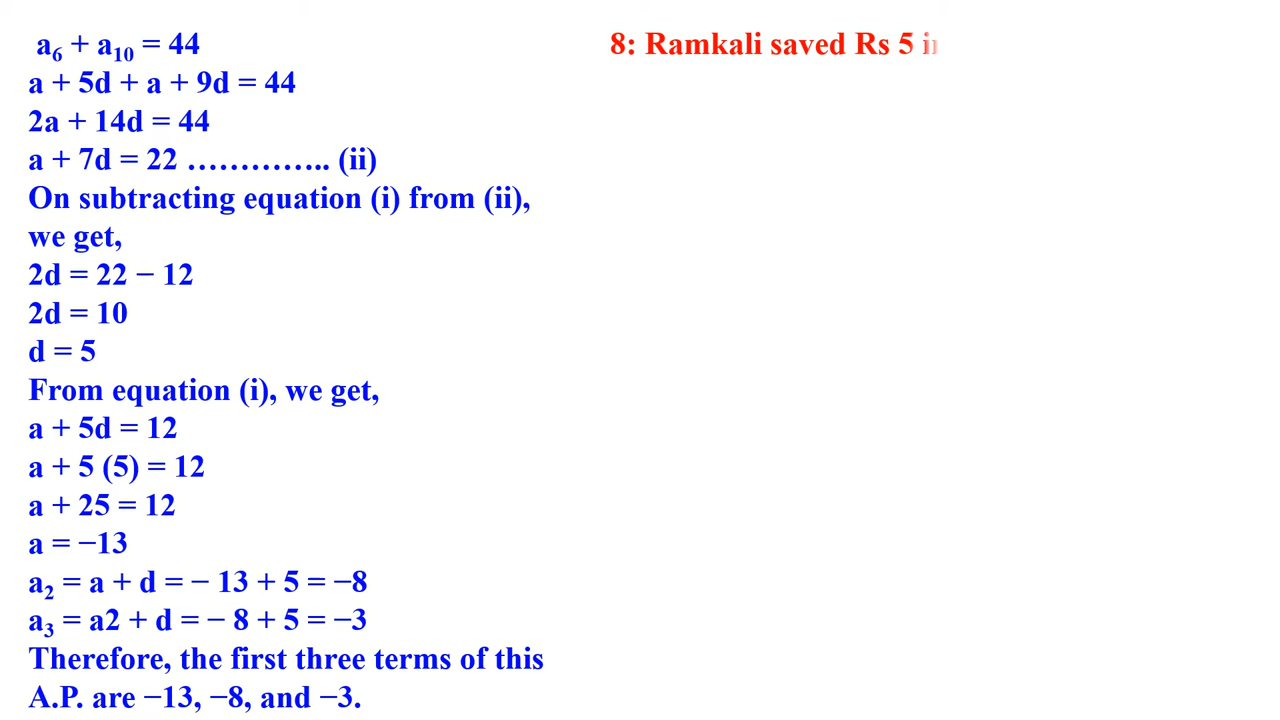 a₆ + a₁₀ = 44
a + 5d + a + 9d = 44
2a + 14d = 44
a + 7d = 22 ………….. (ii)
On subtracting equation (i) from (ii),
we get,
2d = 22 − 12
2d = 10
d = 5
From equation (i), we get,
a + 5d = 12
a + 5 (5) = 12
a + 25 = 12
a = −13
a₂ = a + d = − 13 + 5 = −8
a₃ = a2 + d = − 8 + 5 = −3
Therefore, the first three terms of this
A.P. are −13, −8, and −3.
8: Ramkali saved Rs 5